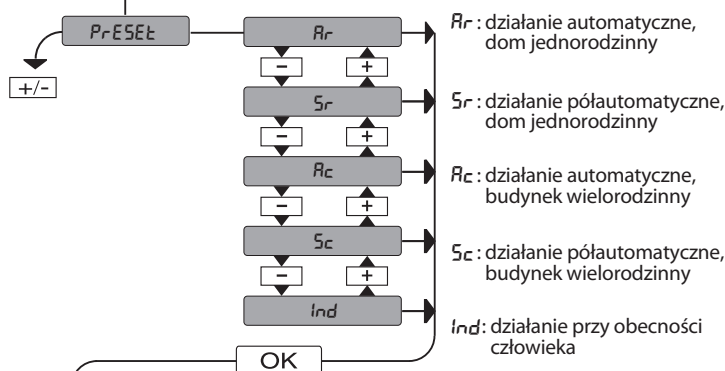 PrESEt
+/-
Ar
- +
Sr
- +
Ac
- +
Sc
- +
Ind
OK
Ar: działanie automatyczne,
dom jednorodzinny
Sr: działanie półautomatyczne,
dom jednorodzinny
Ac: działanie automatyczne,
budynek wielorodzinny
Sc: działanie półautomatyczne,
budynek wielorodzinny
Ind: działanie przy obecności
człowieka